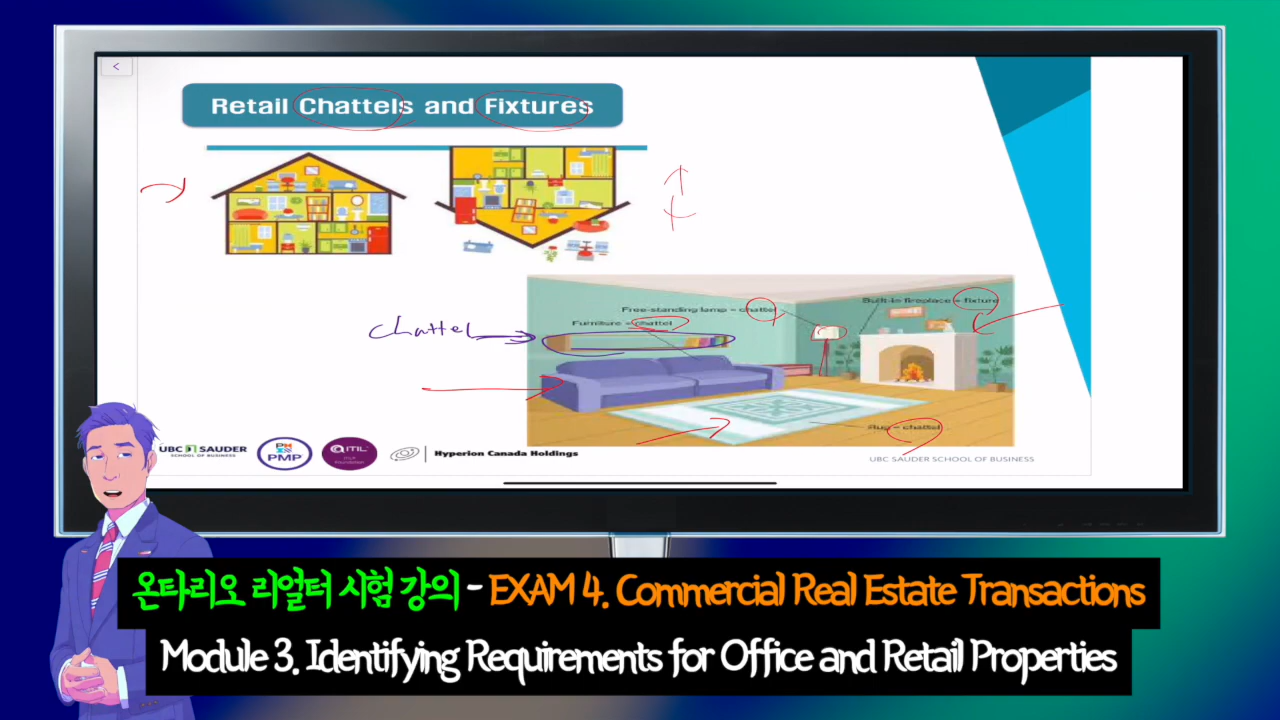 <
Retail Chattels and Fixtures
Built-in fireplace = fixture
Free-standing lamp = chattel
Furniture = chattel
chattel
Rug = chattel
UBC SAUDER
SCHOOL OF BUSINESS
PMP
ITIL
Hyperion Canada Holdings
UBC SAUDER SCHOOL OF BUSINESS
온타리오 리얼터 시험 강의 - EXAM 4. Commercial Real Estate Transactions
Module 3. Identifying Requirements for Office and Retail Properties